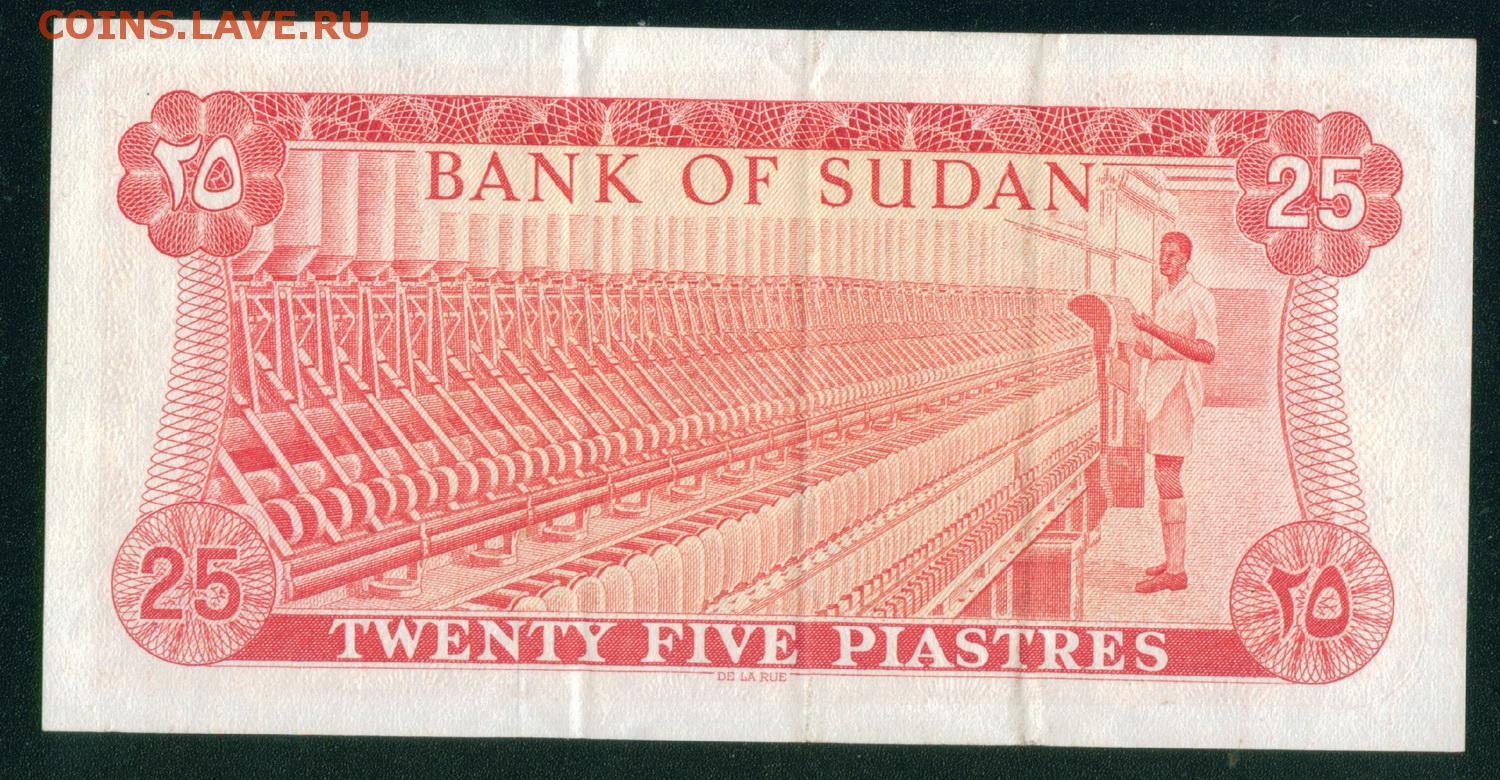 COINS.LAVE.RU
٢٥
BANK OF SUDAN
25
25
TWENTY FIVE PIASTRES
٢٥
DE LA RUE